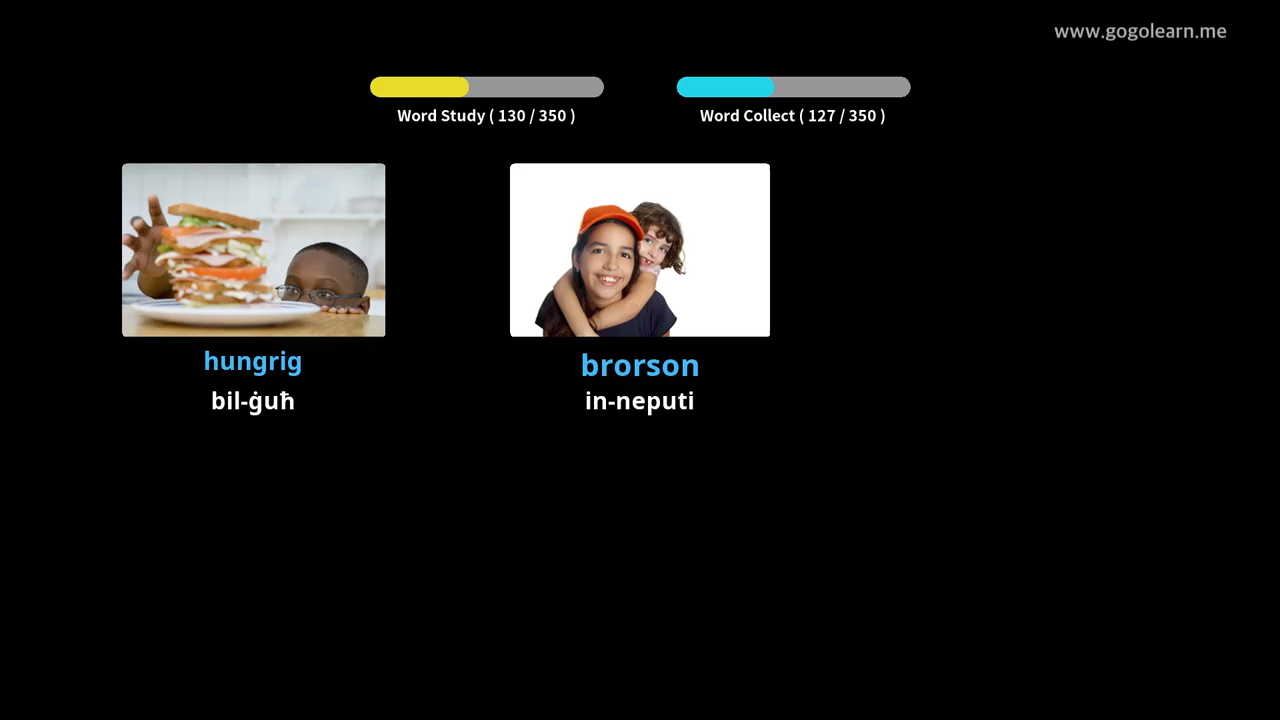 www.gogolearn.me
Word Study ( 130 / 350 )
Word Collect ( 127 / 350 )
hungrig
bil-ġuħ
brorson
in-neputi